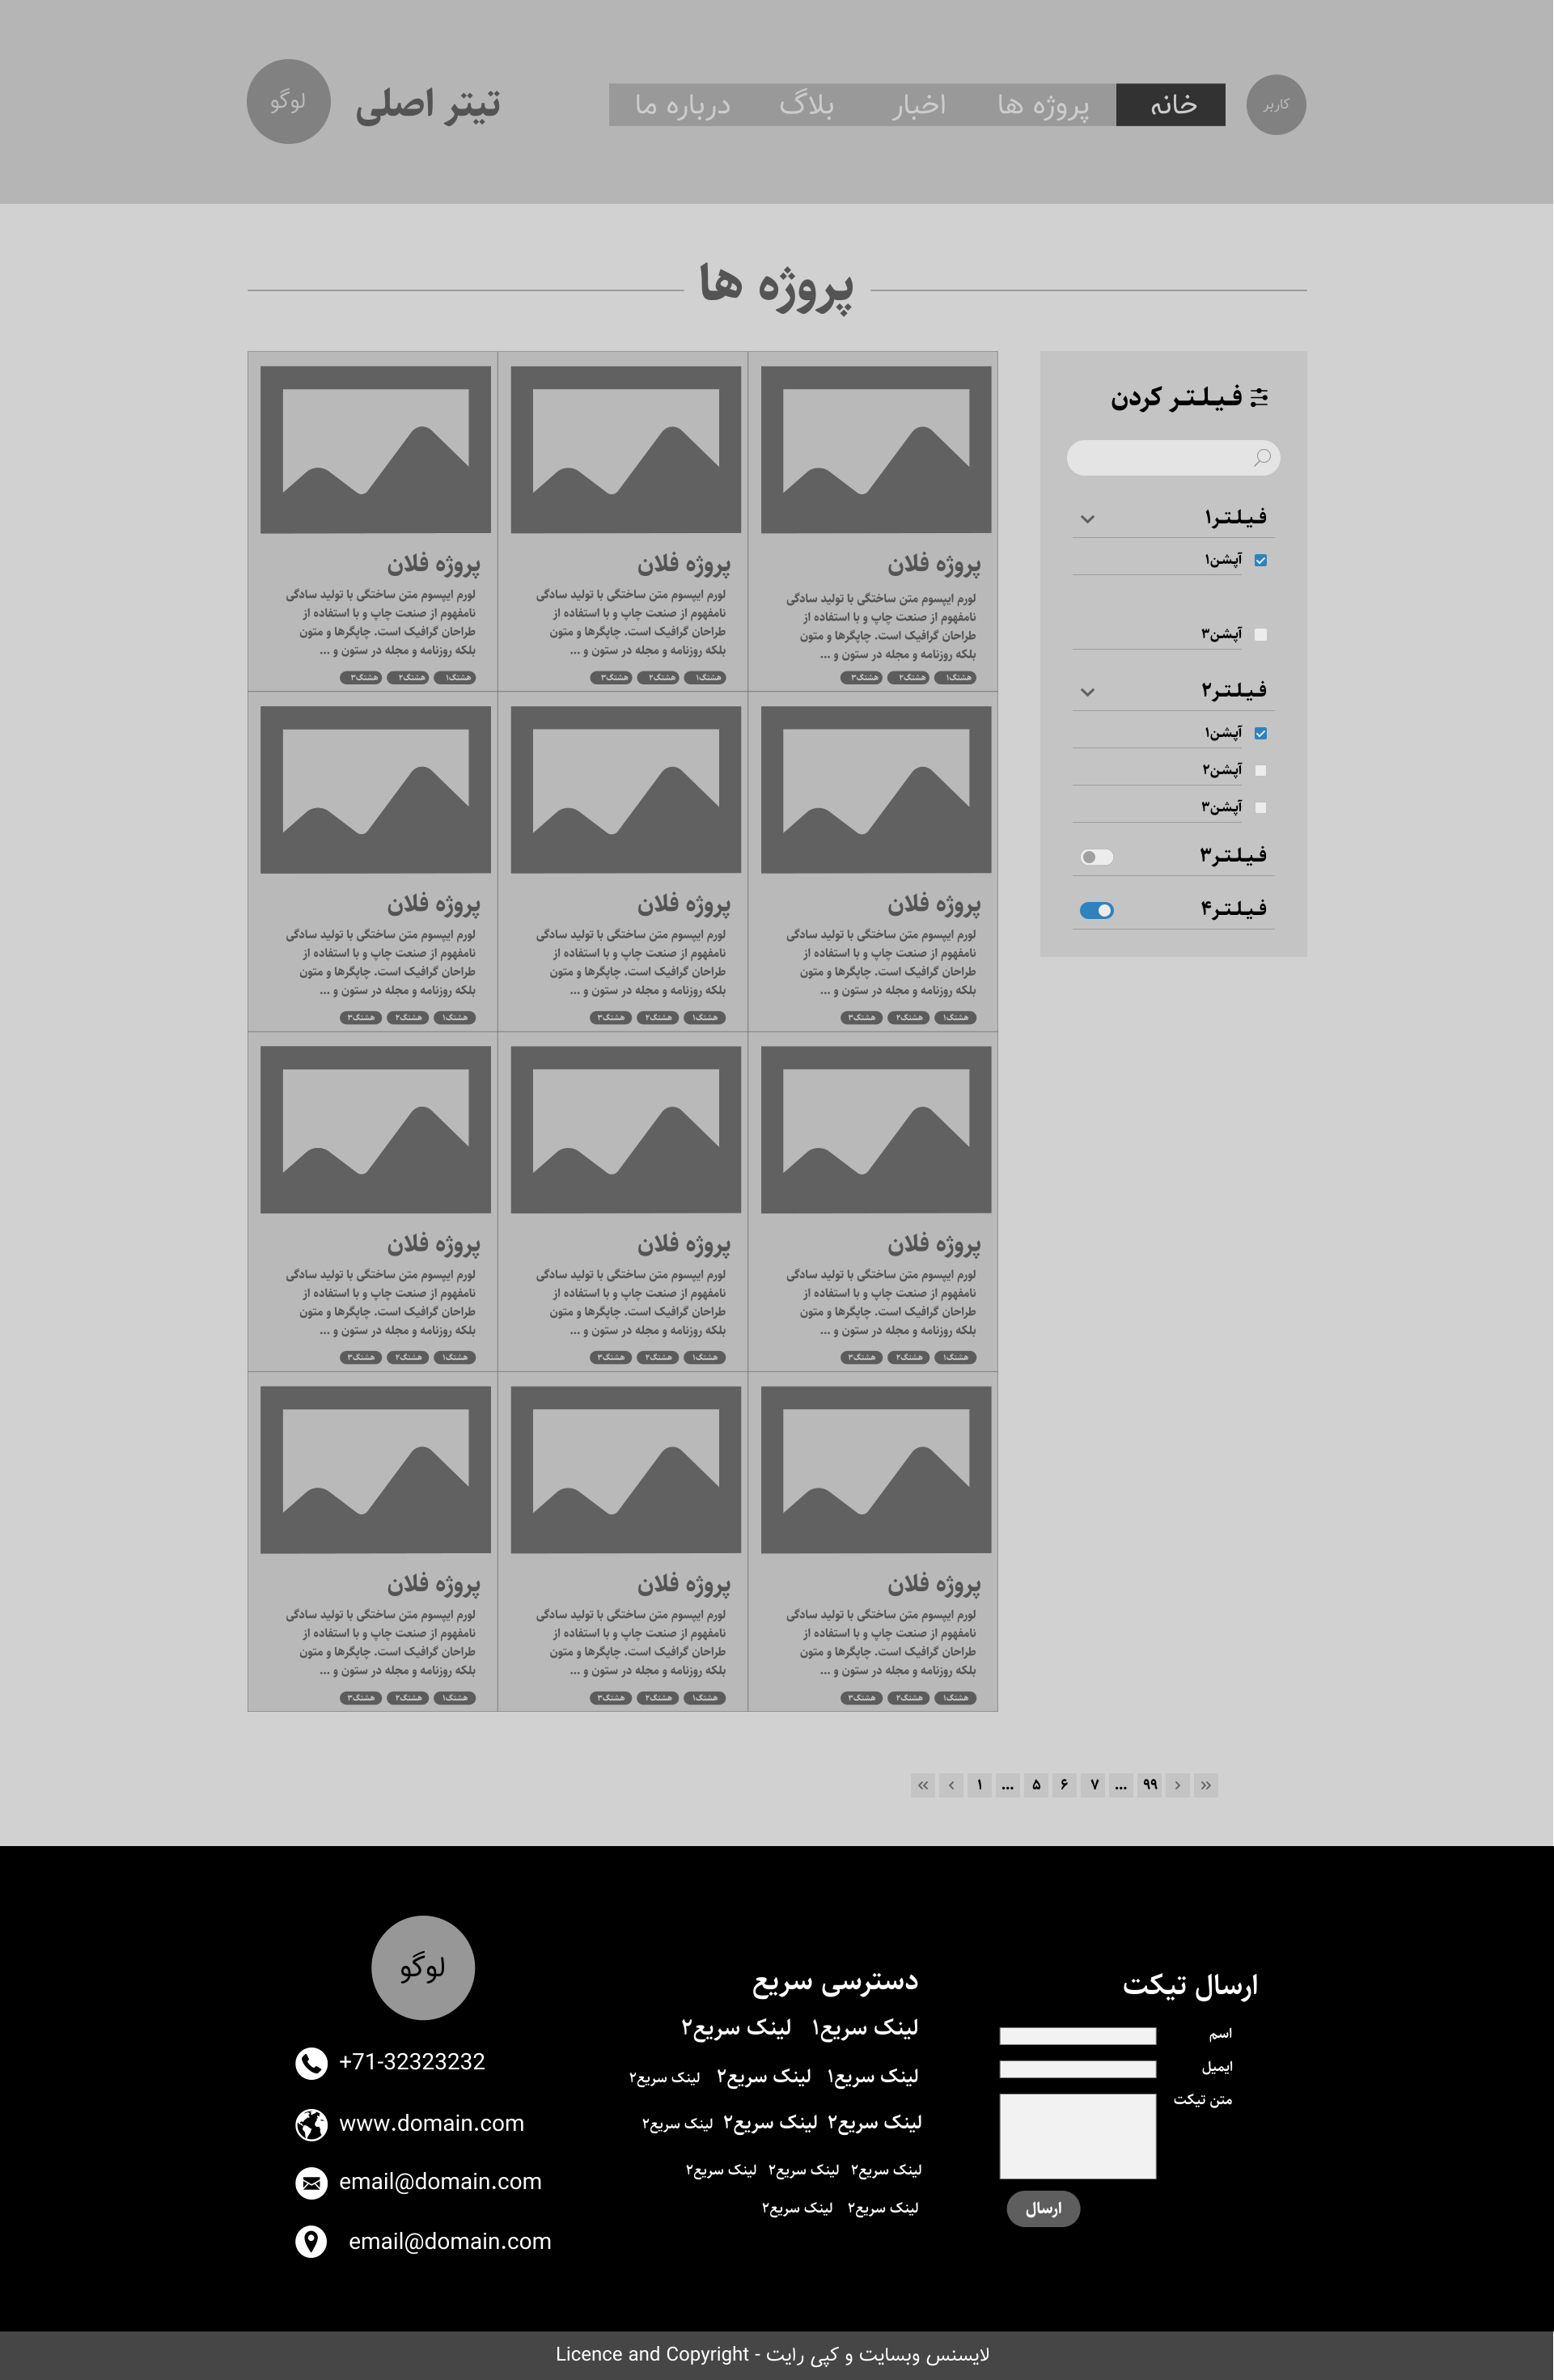 کاربر
خانه
پروژه ها
اخبار
بلاگ
درباره ما
تیتر اصلی
لوگو
پروژه ها
فیـلـتـر کردن
فیـلـتـر۱
آپشن۱
آپشن۳
فیـلـتـر۲
آپشن۱
آپشن۲
آپشن۳
فیـلـتـر۳
فیـلـتـر۴
پروژه فلان
لورم ایپسوم متن ساختگی با تولید سادگی
نامفهوم از صنعت چاپ و با استفاده از
طراحان گرافیک است. چاپگرها و متون
بلکه روزنامه و مجله در ستون و ...
هشتگ۱ هشتگ۲ هشتگ۳
پروژه فلان
لورم ایپسوم متن ساختگی با تولید سادگی
نامفهوم از صنعت چاپ و با استفاده از
طراحان گرافیک است. چاپگرها و متون
بلکه روزنامه و مجله در ستون و ...
هشتگ۱ هشتگ۲ هشتگ۳
پروژه فلان
لورم ایپسوم متن ساختگی با تولید سادگی
نامفهوم از صنعت چاپ و با استفاده از
طراحان گرافیک است. چاپگرها و متون
بلکه روزنامه و مجله در ستون و ...
هشتگ۱ هشتگ۲ هشتگ۳
پروژه فلان
لورم ایپسوم متن ساختگی با تولید سادگی
نامفهوم از صنعت چاپ و با استفاده از
طراحان گرافیک است. چاپگرها و متون
بلکه روزنامه و مجله در ستون و ...
هشتگ۱ هشتگ۲ هشتگ۳
پروژه فلان
لورم ایپسوم متن ساختگی با تولید سادگی
نامفهوم از صنعت چاپ و با استفاده از
طراحان گرافیک است. چاپگرها و متون
بلکه روزنامه و مجله در ستون و ...
هشتگ۱ هشتگ۲ هشتگ۳
پروژه فلان
لورم ایپسوم متن ساختگی با تولید سادگی
نامفهوم از صنعت چاپ و با استفاده از
طراحان گرافیک است. چاپگرها و متون
بلکه روزنامه و مجله در ستون و ...
هشتگ۱ هشتگ۲ هشتگ۳
پروژه فلان
لورم ایپسوم متن ساختگی با تولید سادگی
نامفهوم از صنعت چاپ و با استفاده از
طراحان گرافیک است. چاپگرها و متون
بلکه روزنامه و مجله در ستون و ...
هشتگ۱ هشتگ۲ هشتگ۳
پروژه فلان
لورم ایپسوم متن ساختگی با تولید سادگی
نامفهوم از صنعت چاپ و با استفاده از
طراحان گرافیک است. چاپگرها و متون
بلکه روزنامه و مجله در ستون و ...
هشتگ۱ هشتگ۲ هشتگ۳
پروژه فلان
لورم ایپسوم متن ساختگی با تولید سادگی
نامفهوم از صنعت چاپ و با استفاده از
طراحان گرافیک است. چاپگرها و متون
بلکه روزنامه و مجله در ستون و ...
هشتگ۱ هشتگ۲ هشتگ۳
پروژه فلان
لورم ایپسوم متن ساختگی با تولید سادگی
نامفهوم از صنعت چاپ و با استفاده از
طراحان گرافیک است. چاپگرها و متون
بلکه روزنامه و مجله در ستون و ...
هشتگ۱ هشتگ۲ هشتگ۳
پروژه فلان
لورم ایپسوم متن ساختگی با تولید سادگی
نامفهوم از صنعت چاپ و با استفاده از
طراحان گرافیک است. چاپگرها و متون
بلکه روزنامه و مجله در ستون و ...
هشتگ۱ هشتگ۲ هشتگ۳
پروژه فلان
لورم ایپسوم متن ساختگی با تولید سادگی
نامفهوم از صنعت چاپ و با استفاده از
طراحان گرافیک است. چاپگرها و متون
بلکه روزنامه و مجله در ستون و ...
هشتگ۱ هشتگ۲ هشتگ۳
« ‹ ۱ ... ۵ ۶ ۷ ... ۹۹ › »
ارسال تیکت
اسم
ایمیل
متن تیکت
ارسال
دسترسی سریع
لینک سریع۱ لینک سریع۲
لینک سریع۱ لینک سریع۲ لینک سریع۲
لینک سریع۲ لینک سریع۲ لینک سریع۲
لینک سریع۲ لینک سریع۲ لینک سریع۲
لینک سریع۲ لینک سریع۲
لوگو
+71-32323232
www.domain.com
email@domain.com
email@domain.com
لایسنس وبسایت و کپی رایت - Licence and Copyright